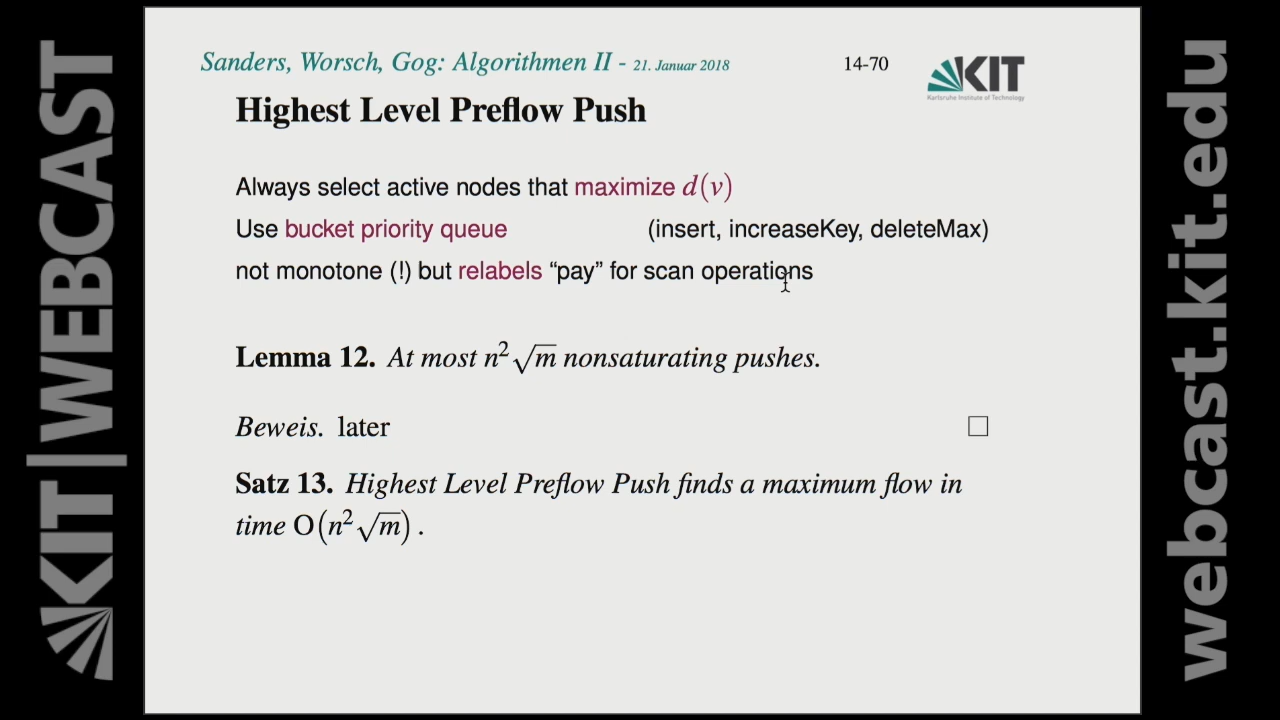 KIT|WEBCAST
Sanders, Worsch, Gog: Algorithmen II - 21. Januar 2018
14-70
KIT
Karlsruhe Institute of Technology
Highest Level Preflow Push
Always select active nodes that maximize d(v)
Use bucket priority queue (insert, increaseKey, deleteMax)
not monotone (!) but relabels “pay” for scan operations
Lemma 12. At most n²√m nonsaturating pushes.
Beweis. later □
Satz 13. Highest Level Preflow Push finds a maximum flow in
time O(n²√m).
webcast.kit.edu